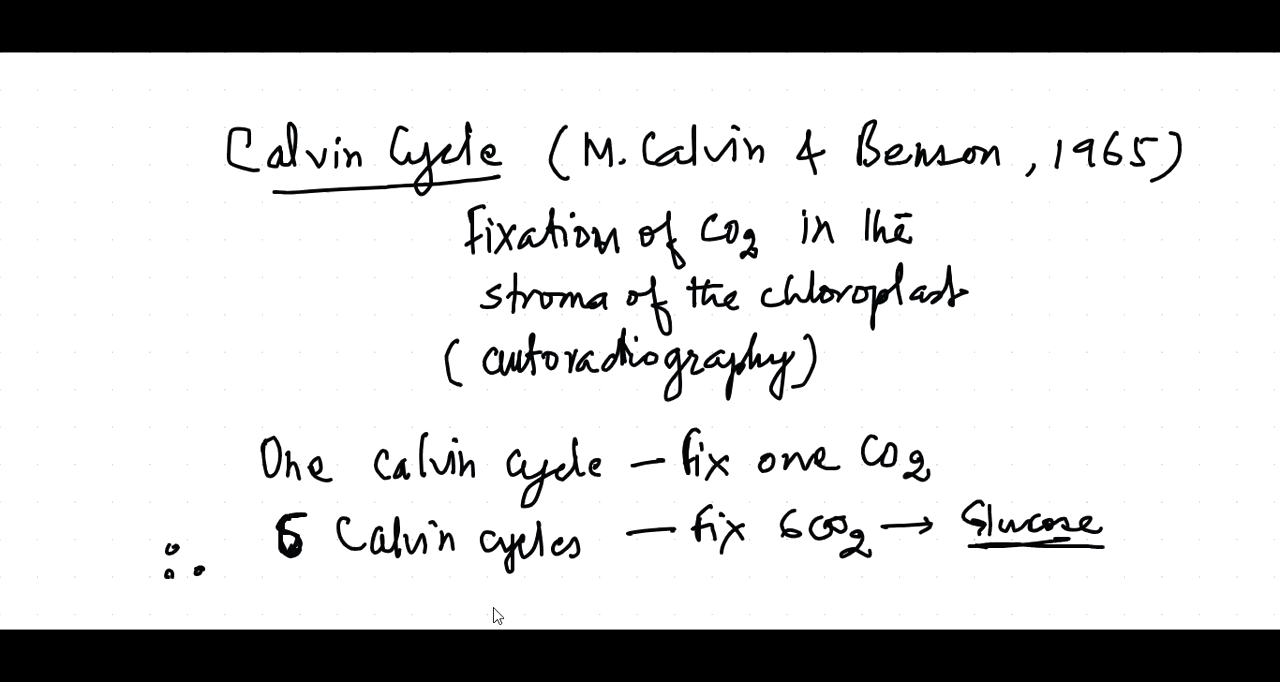 Calvin Cycle (M. Calvin & Benson, 1965)
Fixation of CO2 in the
stroma of the chloroplast
(autoradiography)
One calvin cycle – fix one CO2
∴ 6 Calvin cycles – fix 6CO2 → Glucose